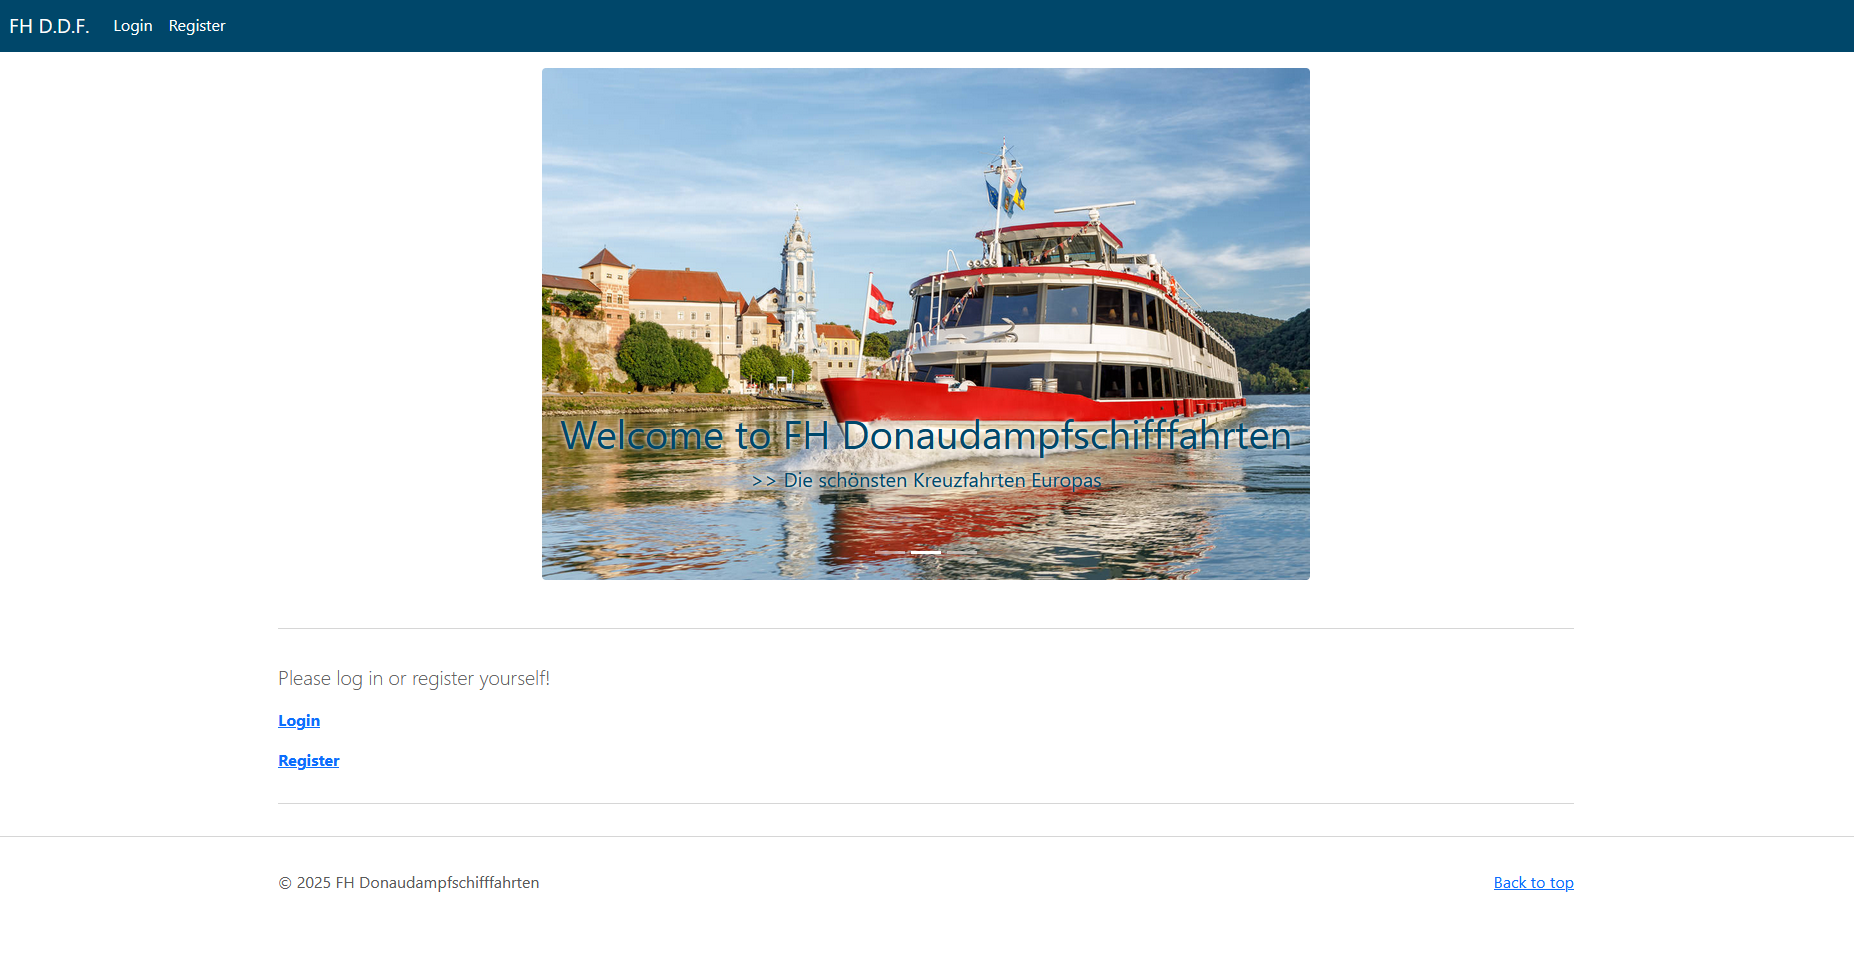 FH D.D.F. Login Register
Welcome to FH Donaudampfschifffahrten
>> Die schönsten Kreuzfahrten Europas
Please log in or register yourself!
Login
Register
© 2025 FH Donaudampfschifffahrten
Back to top